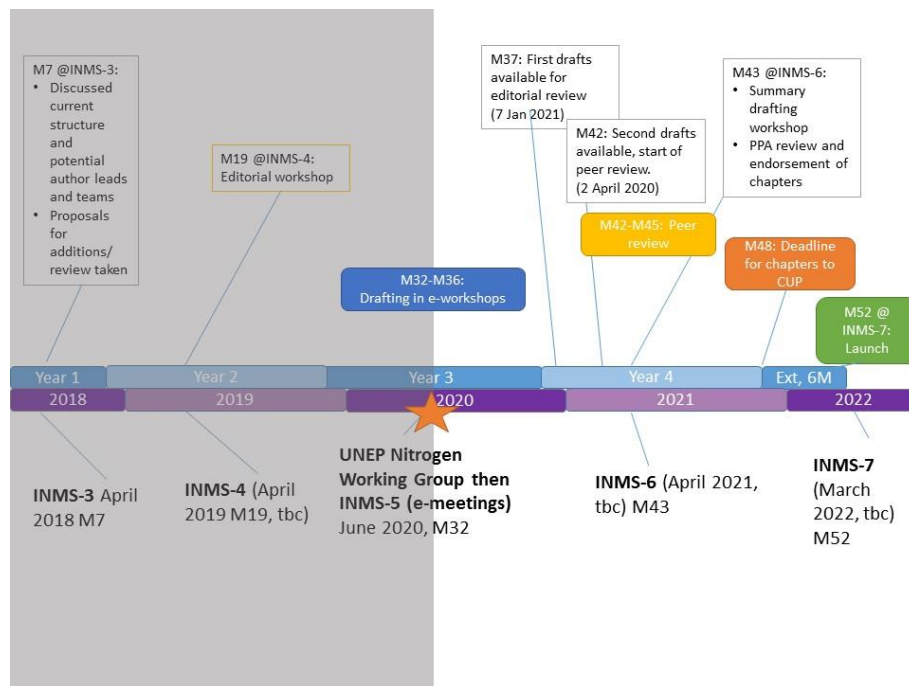 M7 @INMS-3:
• Discussed
current
structure
and
potential
author leads
and teams
• Proposals
for
additions/
review taken
M19 @INMS-4:
Editorial workshop
M37: First drafts
available for
editorial review
(7 Jan 2021)
M42: Second drafts
available, start of
peer review.
(2 April 2020)
M43 @INMS-6:
• Summary
drafting
workshop
• PPA review and
endorsement of
chapters
M32-M36:
Drafting in e-workshops
M42-M45: Peer
review
M48: Deadline
for chapters to
CUP
M52 @
INMS-7:
Launch
Year 1
Year 2
Year 3
Year 4
Ext, 6M
2018
2019
2020
2021
2022
INMS-3 April
2018 M7
INMS-4 (April
2019 M19, tbc)
UNEP Nitrogen
Working Group then
INMS-5 (e-meetings)
June 2020, M32
INMS-6 (April 2021,
tbc) M43
INMS-7
(March
2022, tbc)
M52